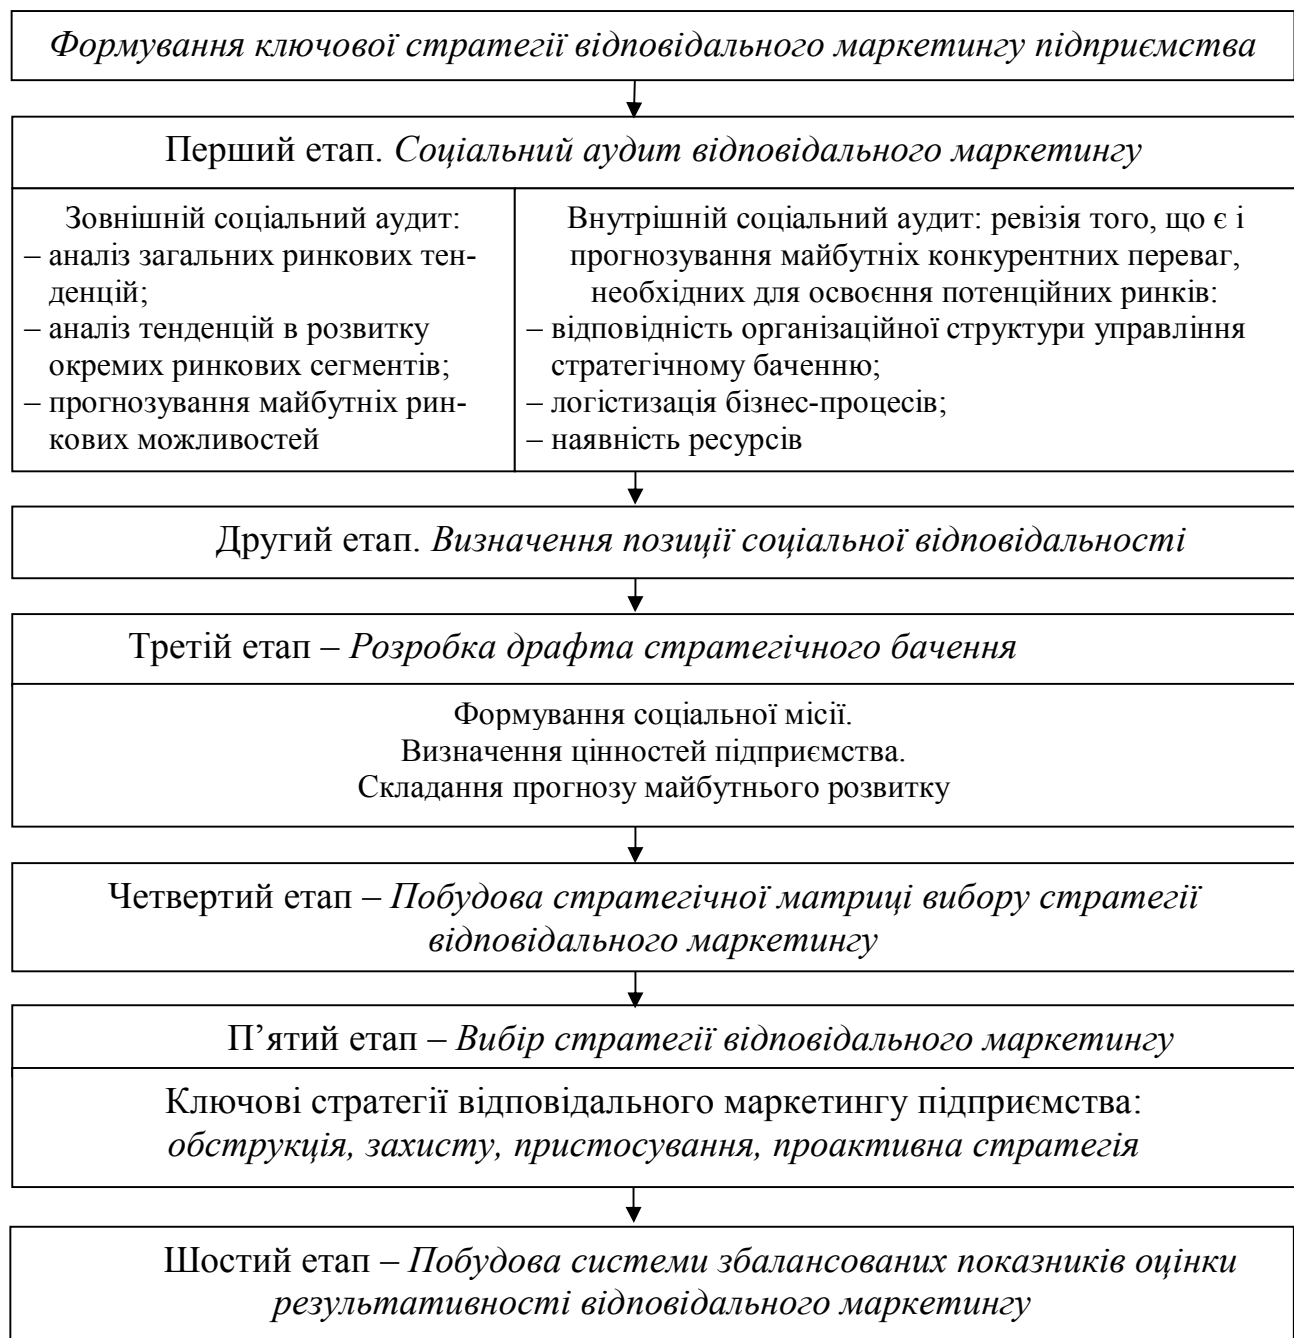 Формування ключової стратегії відповідального маркетингу підприємства
Перший етап. Соціальний аудит відповідального маркетингу
Зовнішній соціальний аудит:
– аналіз загальних ринкових тен-
денцій;
– аналіз тенденцій в розвитку
окремих ринкових сегментів;
– прогнозування майбутніх рин-
кових можливостей
Внутрішній соціальний аудит: ревізія того, що є і
прогнозування майбутніх конкурентних переваг,
необхідних для освоєння потенційних ринків:
– відповідність організаційної структури управління
стратегічному баченню;
– логістизація бізнес-процесів;
– наявність ресурсів
Другий етап. Визначення позиції соціальної відповідальності
Третій етап – Розробка драфта стратегічного бачення
Формування соціальної місії.
Визначення цінностей підприємства.
Складання прогнозу майбутнього розвитку
Четвертий етап – Побудова стратегічної матриці вибору стратегії
відповідального маркетингу
П’ятий етап – Вибір стратегії відповідального маркетингу
Ключові стратегії відповідального маркетингу підприємства:
обструкція, захисту, пристосування, проактивна стратегія
Шостий етап – Побудова системи збалансованих показників оцінки
результативності відповідального маркетингу